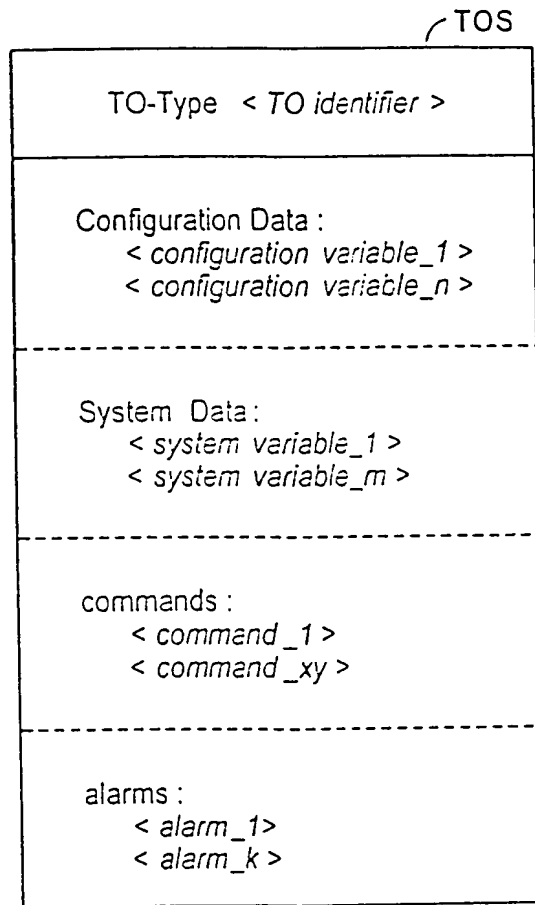 TOS
TO-Type < TO identifier >
Configuration Data :
< configuration variable_1 >
< configuration variable_n >
System Data :
< system variable_1 >
< system variable_m >
commands :
< command _1 >
< command _xy >
alarms :
< alarm_1>
< alarm_k >